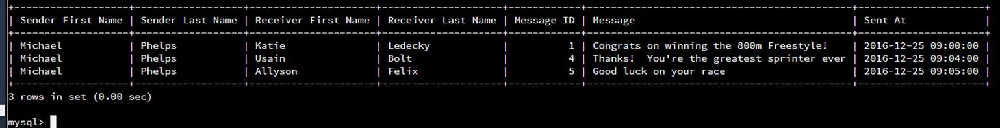 +-------------------+------------------+---------------------+--------------------+------------+----------------------------------------+---------------------+
| Sender First Name | Sender Last Name | Receiver First Name | Receiver Last Name | Message ID | Message                                | Sent At             |
+-------------------+------------------+---------------------+--------------------+------------+----------------------------------------+---------------------+
| Michael           | Phelps           | Katie               | Ledecky            |          1 | Congrats on winning the 800m Freestyle!    | 2016-12-25 09:00:00 |
| Michael           | Phelps           | Usain               | Bolt               |          4 | Thanks!  You're the greatest sprinter ever | 2016-12-25 09:04:00 |
| Michael           | Phelps           | Allyson             | Felix              |          5 | Good luck on your race                     | 2016-12-25 09:05:00 |
+-------------------+------------------+---------------------+--------------------+------------+----------------------------------------+---------------------+
3 rows in set (0.00 sec)
mysql>